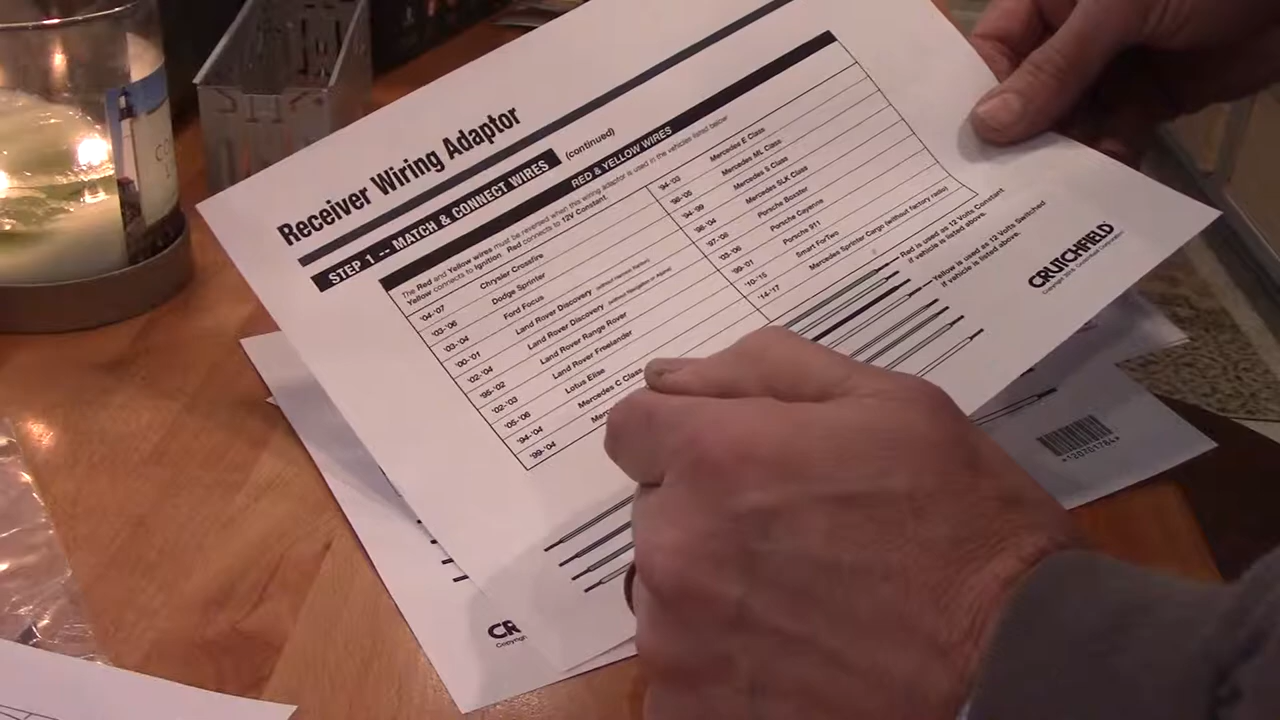 Receiver Wiring Adaptor
STEP 1 -- MATCH & CONNECT WIRES (continued)
RED & YELLOW WIRES
The Red and Yellow wires must be reversed when this wiring adaptor is used in the vehicles listed below
Yellow connects to Ignition Red connects to 12V Constant
'04-'07 Chrysler Crossfire
'03-'06 Dodge Sprinter
'03-'04 Ford Focus
'00-'01 Land Rover Discovery
'02-'04 Land Rover Discovery
'95-'02 Land Rover Range Rover
'02-'03 Land Rover Freelander
'05-'06 Lotus Elise
'94-'04 Mercedes C Class
'99-'04 Merc
'94-'03 Mercedes E Class
'98-'05 Mercedes ML Class
'94-'99 Mercedes S Class
'98-'04 Mercedes SLK Class
'97-'08 Porsche Boxster
'03-'06 Porsche Cayenne
'99-'01 Porsche 911
'10-'15 Smart ForTwo
'14-'17 Mercedes Sprinter Cargo (without factory radio)
Red is used as 12 Volts Constant
if vehicle is listed above.
Yellow is used as 12 Volts Switched
if vehicle is listed above.
CRUTCHFIELD
CR
Copyrigh